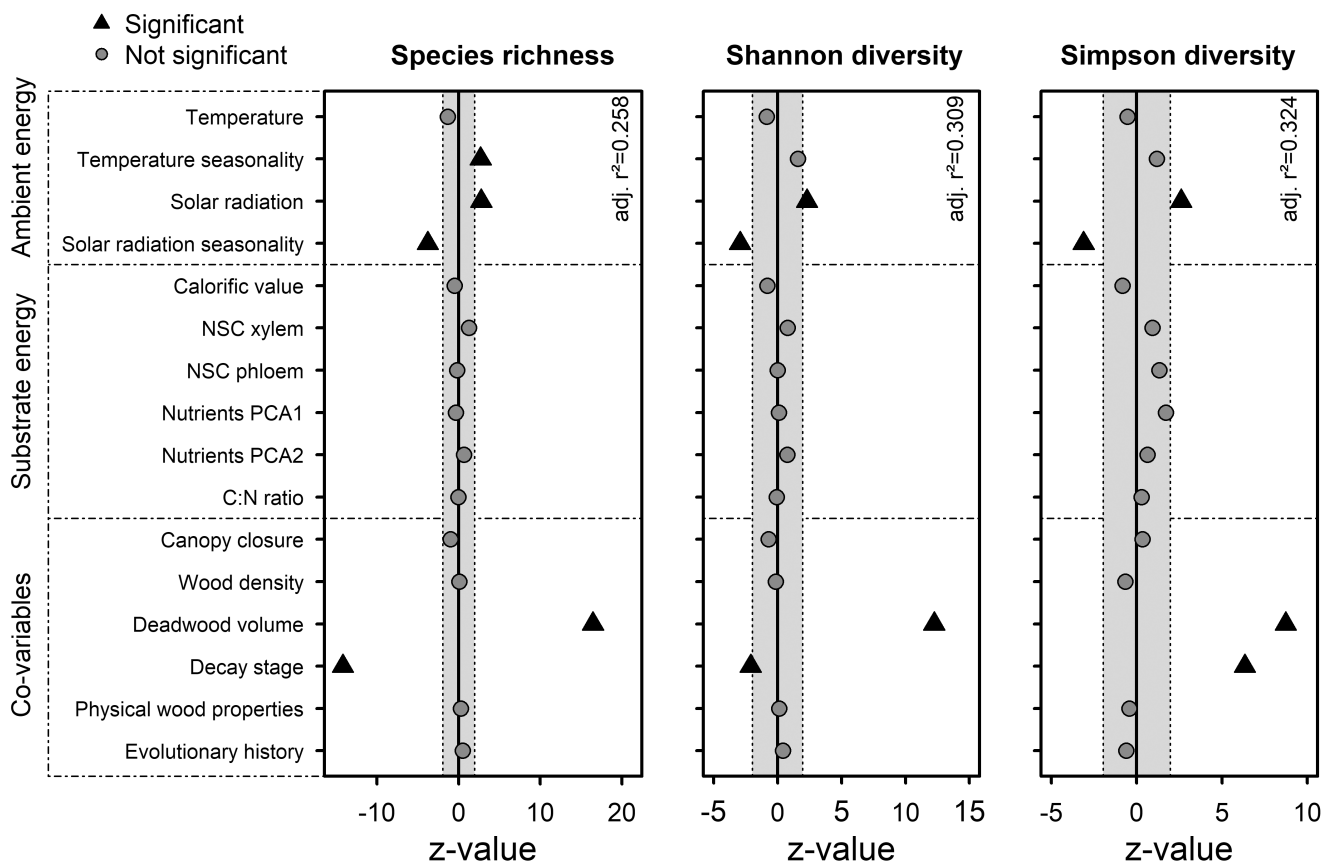 Significant
Not significant
Species richness
Shannon diversity
Simpson diversity
Ambient energy
Temperature
Temperature seasonality
Solar radiation
Solar radiation seasonality
Substrate energy
Calorific value
NSC xylem
NSC phloem
Nutrients PCA1
Nutrients PCA2
C:N ratio
Co-variables
Canopy closure
Wood density
Deadwood volume
Decay stage
Physical wood properties
Evolutionary history
adj. r²=0.258
adj. r²=0.309
adj. r²=0.324
-10 0 10 20
-5 0 5 10 15
-5 0 5 10
z-value
z-value
z-value